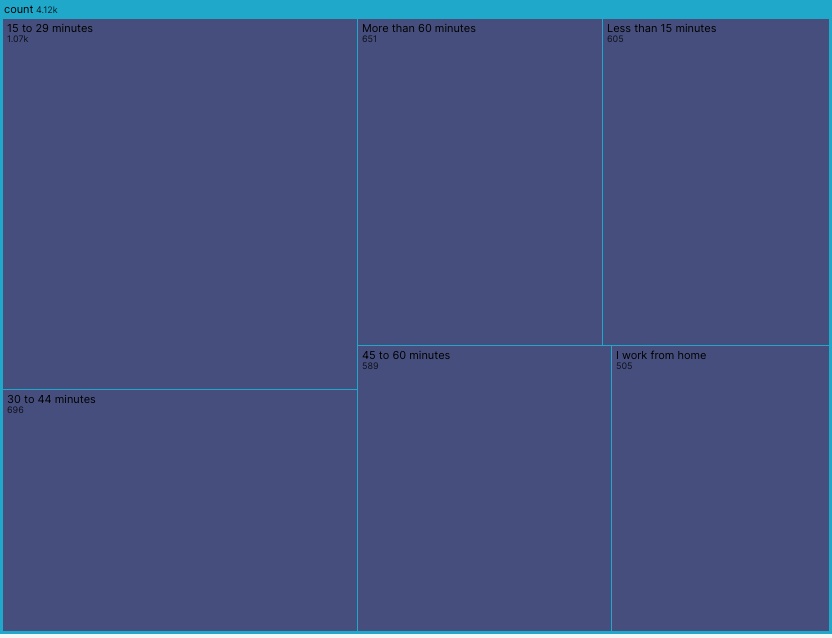 count 4.12k
15 to 29 minutes
1.07k
More than 60 minutes
651
Less than 15 minutes
605
30 to 44 minutes
696
45 to 60 minutes
589
I work from home
505